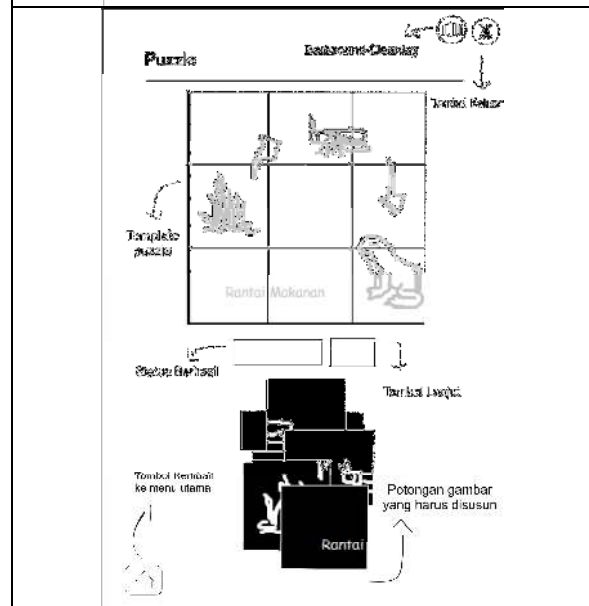 Puzzle
Tombol Keluar
Template
puzzle
Rantai Makanan
Status Berhasil
Tombol Lanjut
Tombol Kembali
ke menu utama
Potongan gambar
yang harus disusun
Rantai